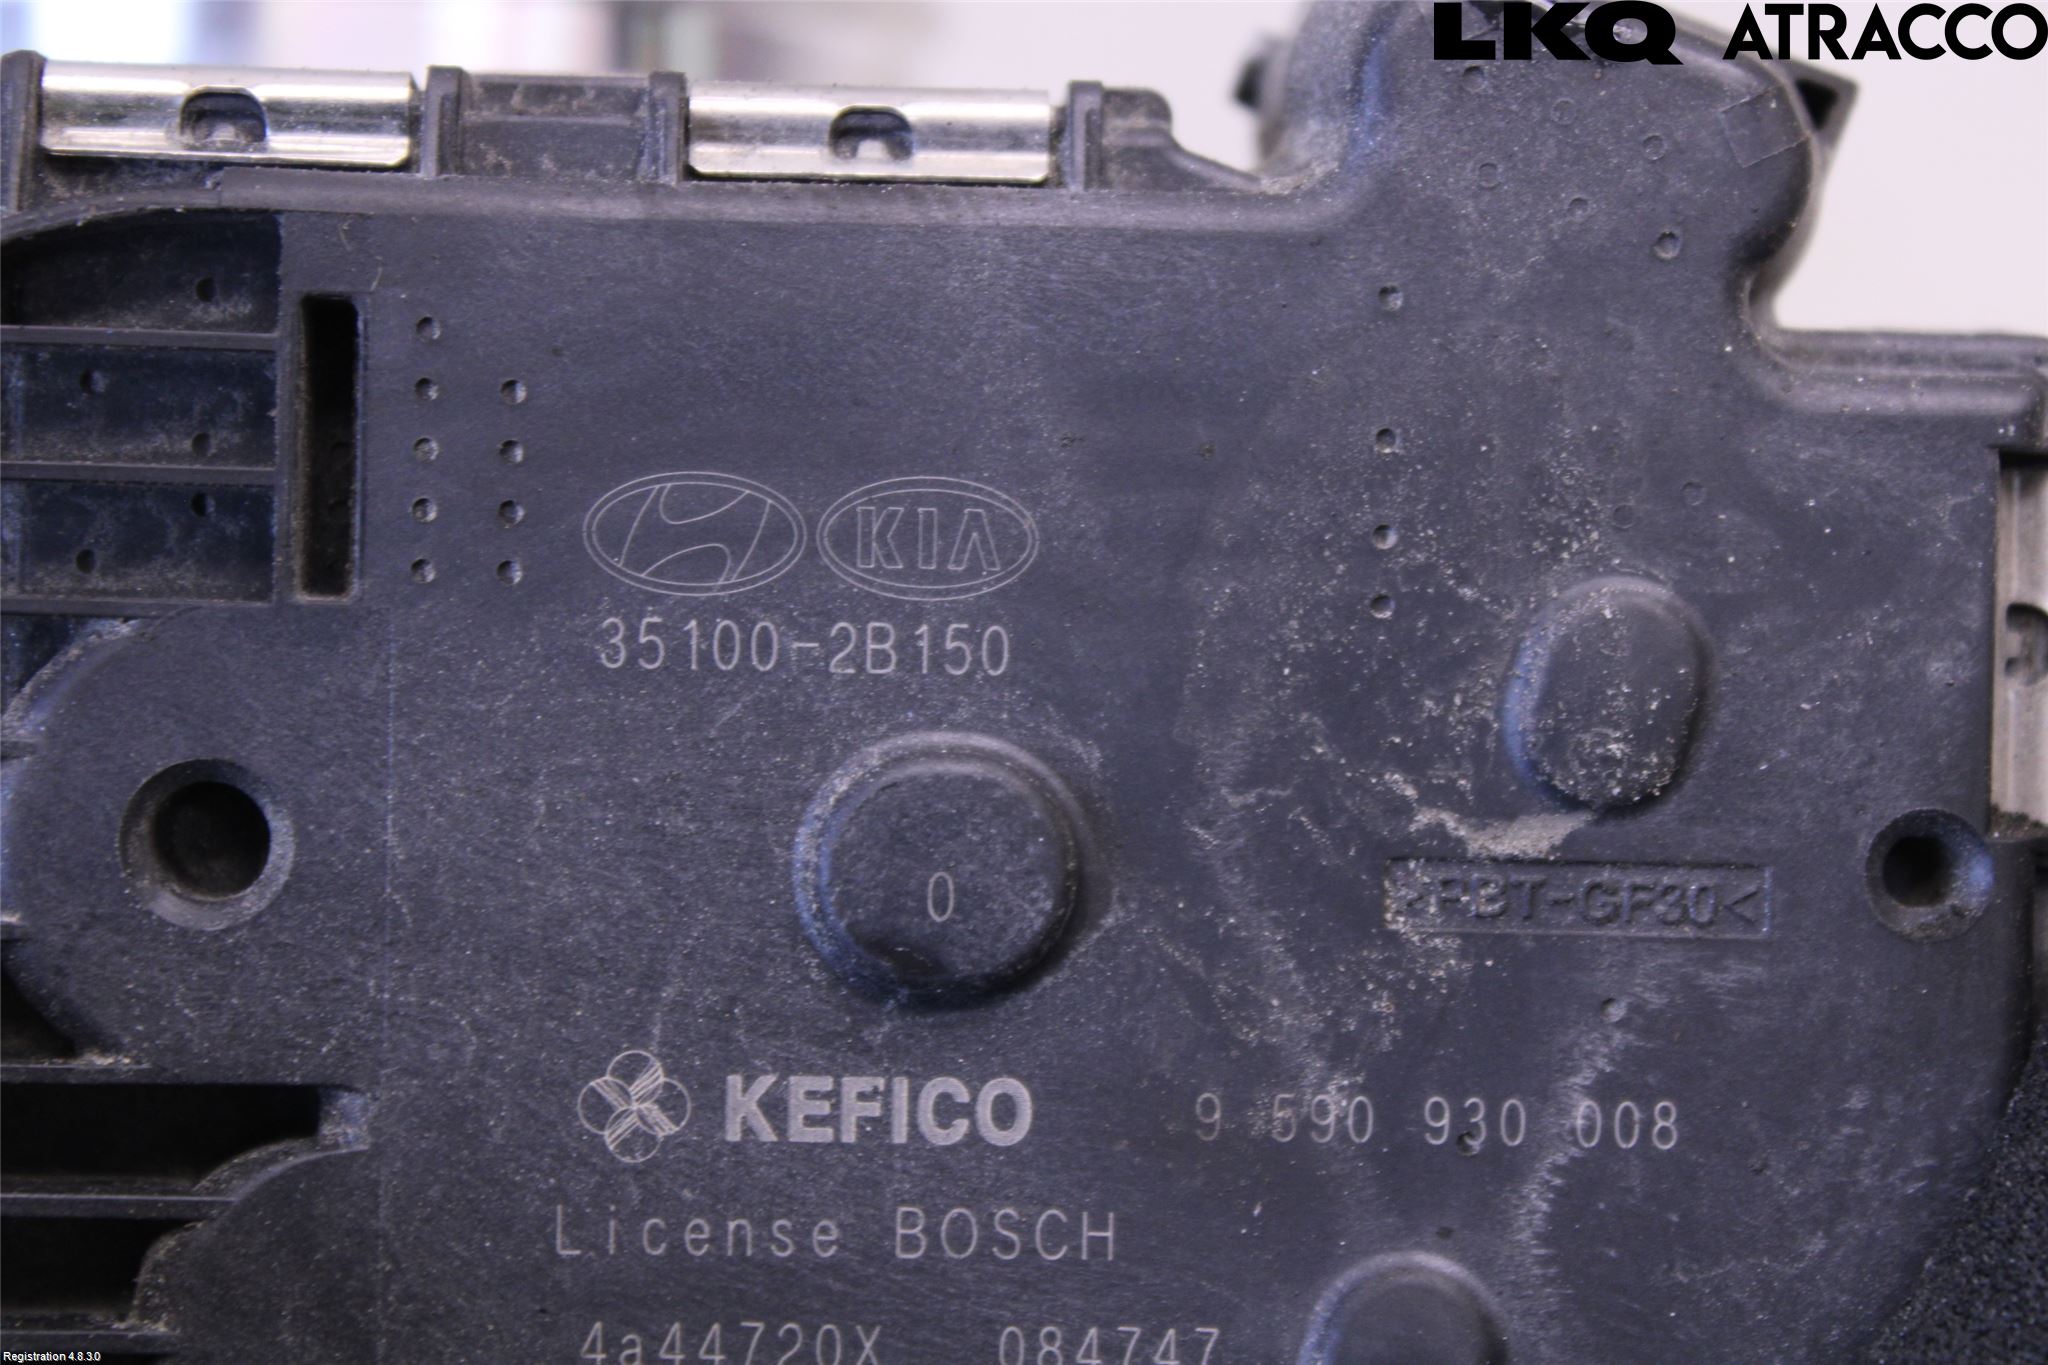 LKQ ATRACCO
KIA
35100-2B150
0
>PBT-GF30<
KEFICO 9 590 930 008
License BOSCH
4a44720X 084747
Registration 4.8.3.0